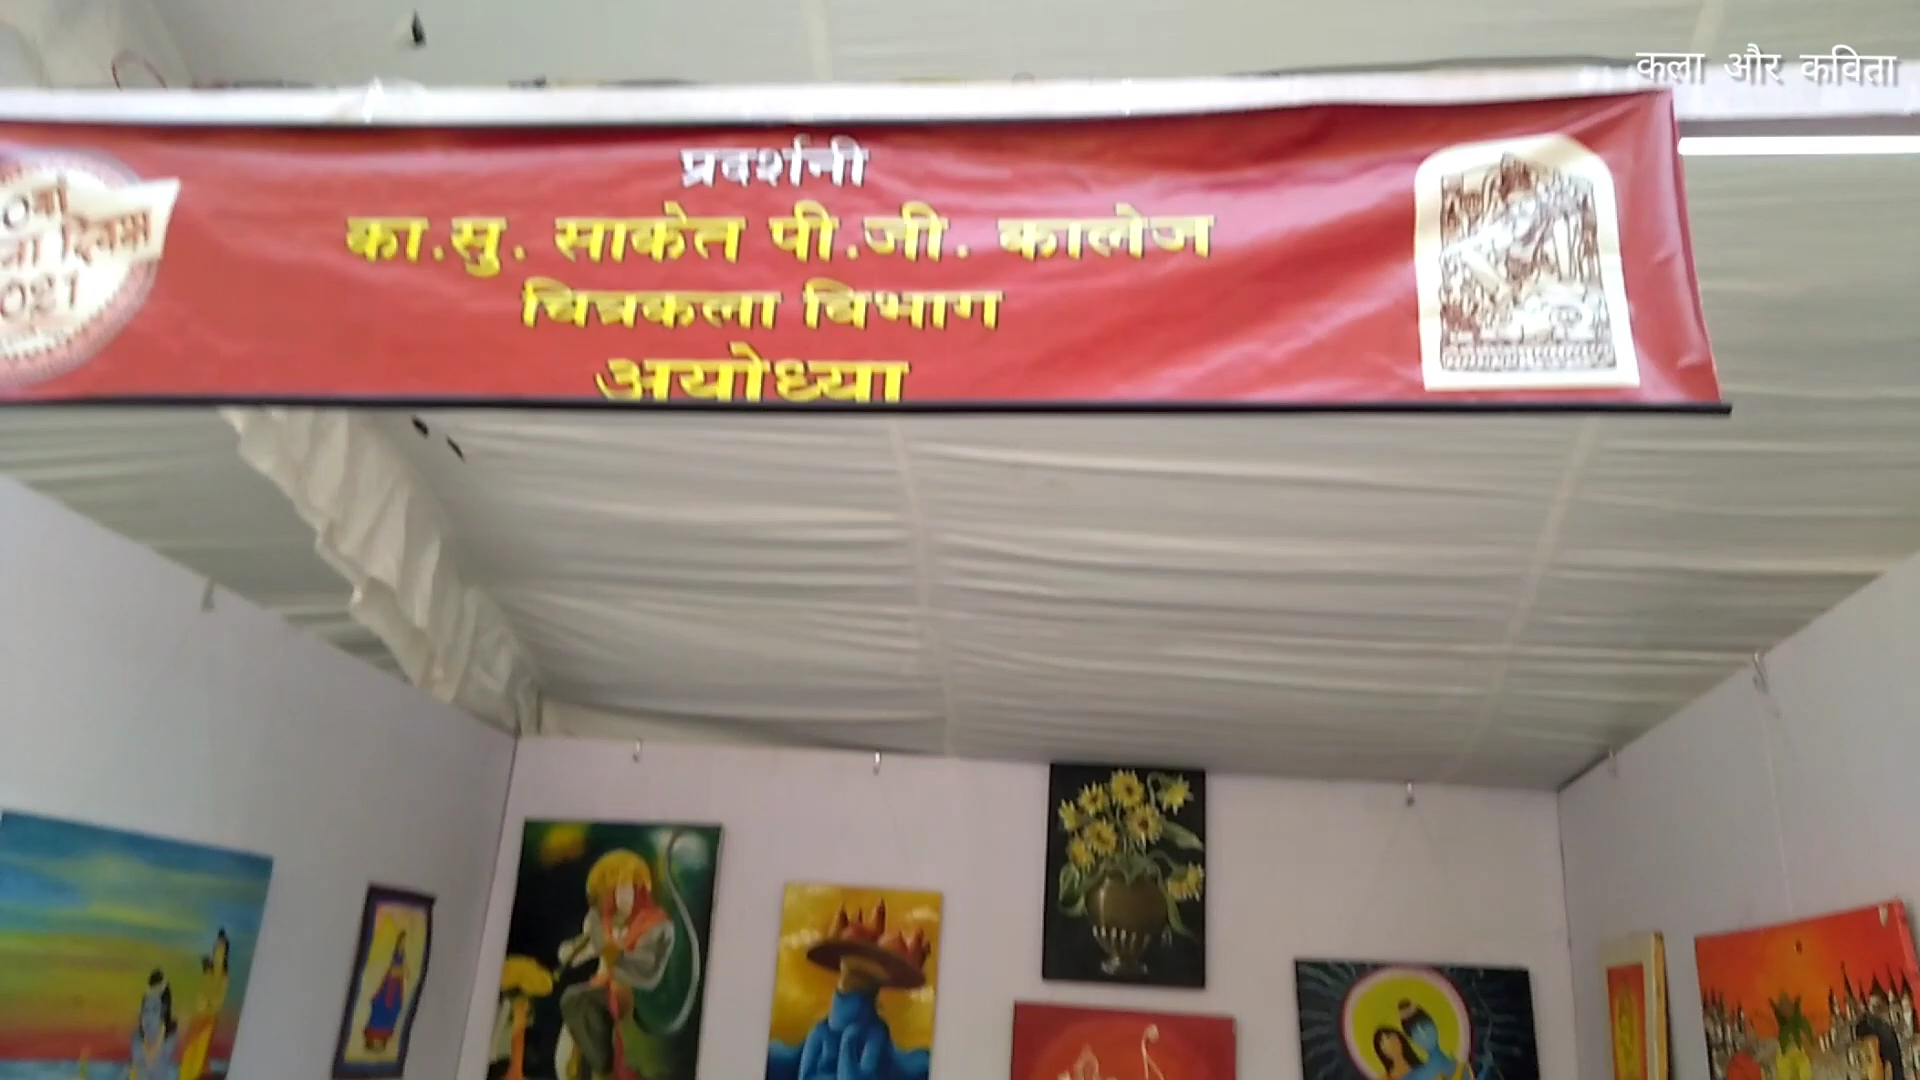 कला और कविता
प्रदर्शनी
का.सु. साकेत पी.जी. कालेज
चित्रकला विभाग
अयोध्या